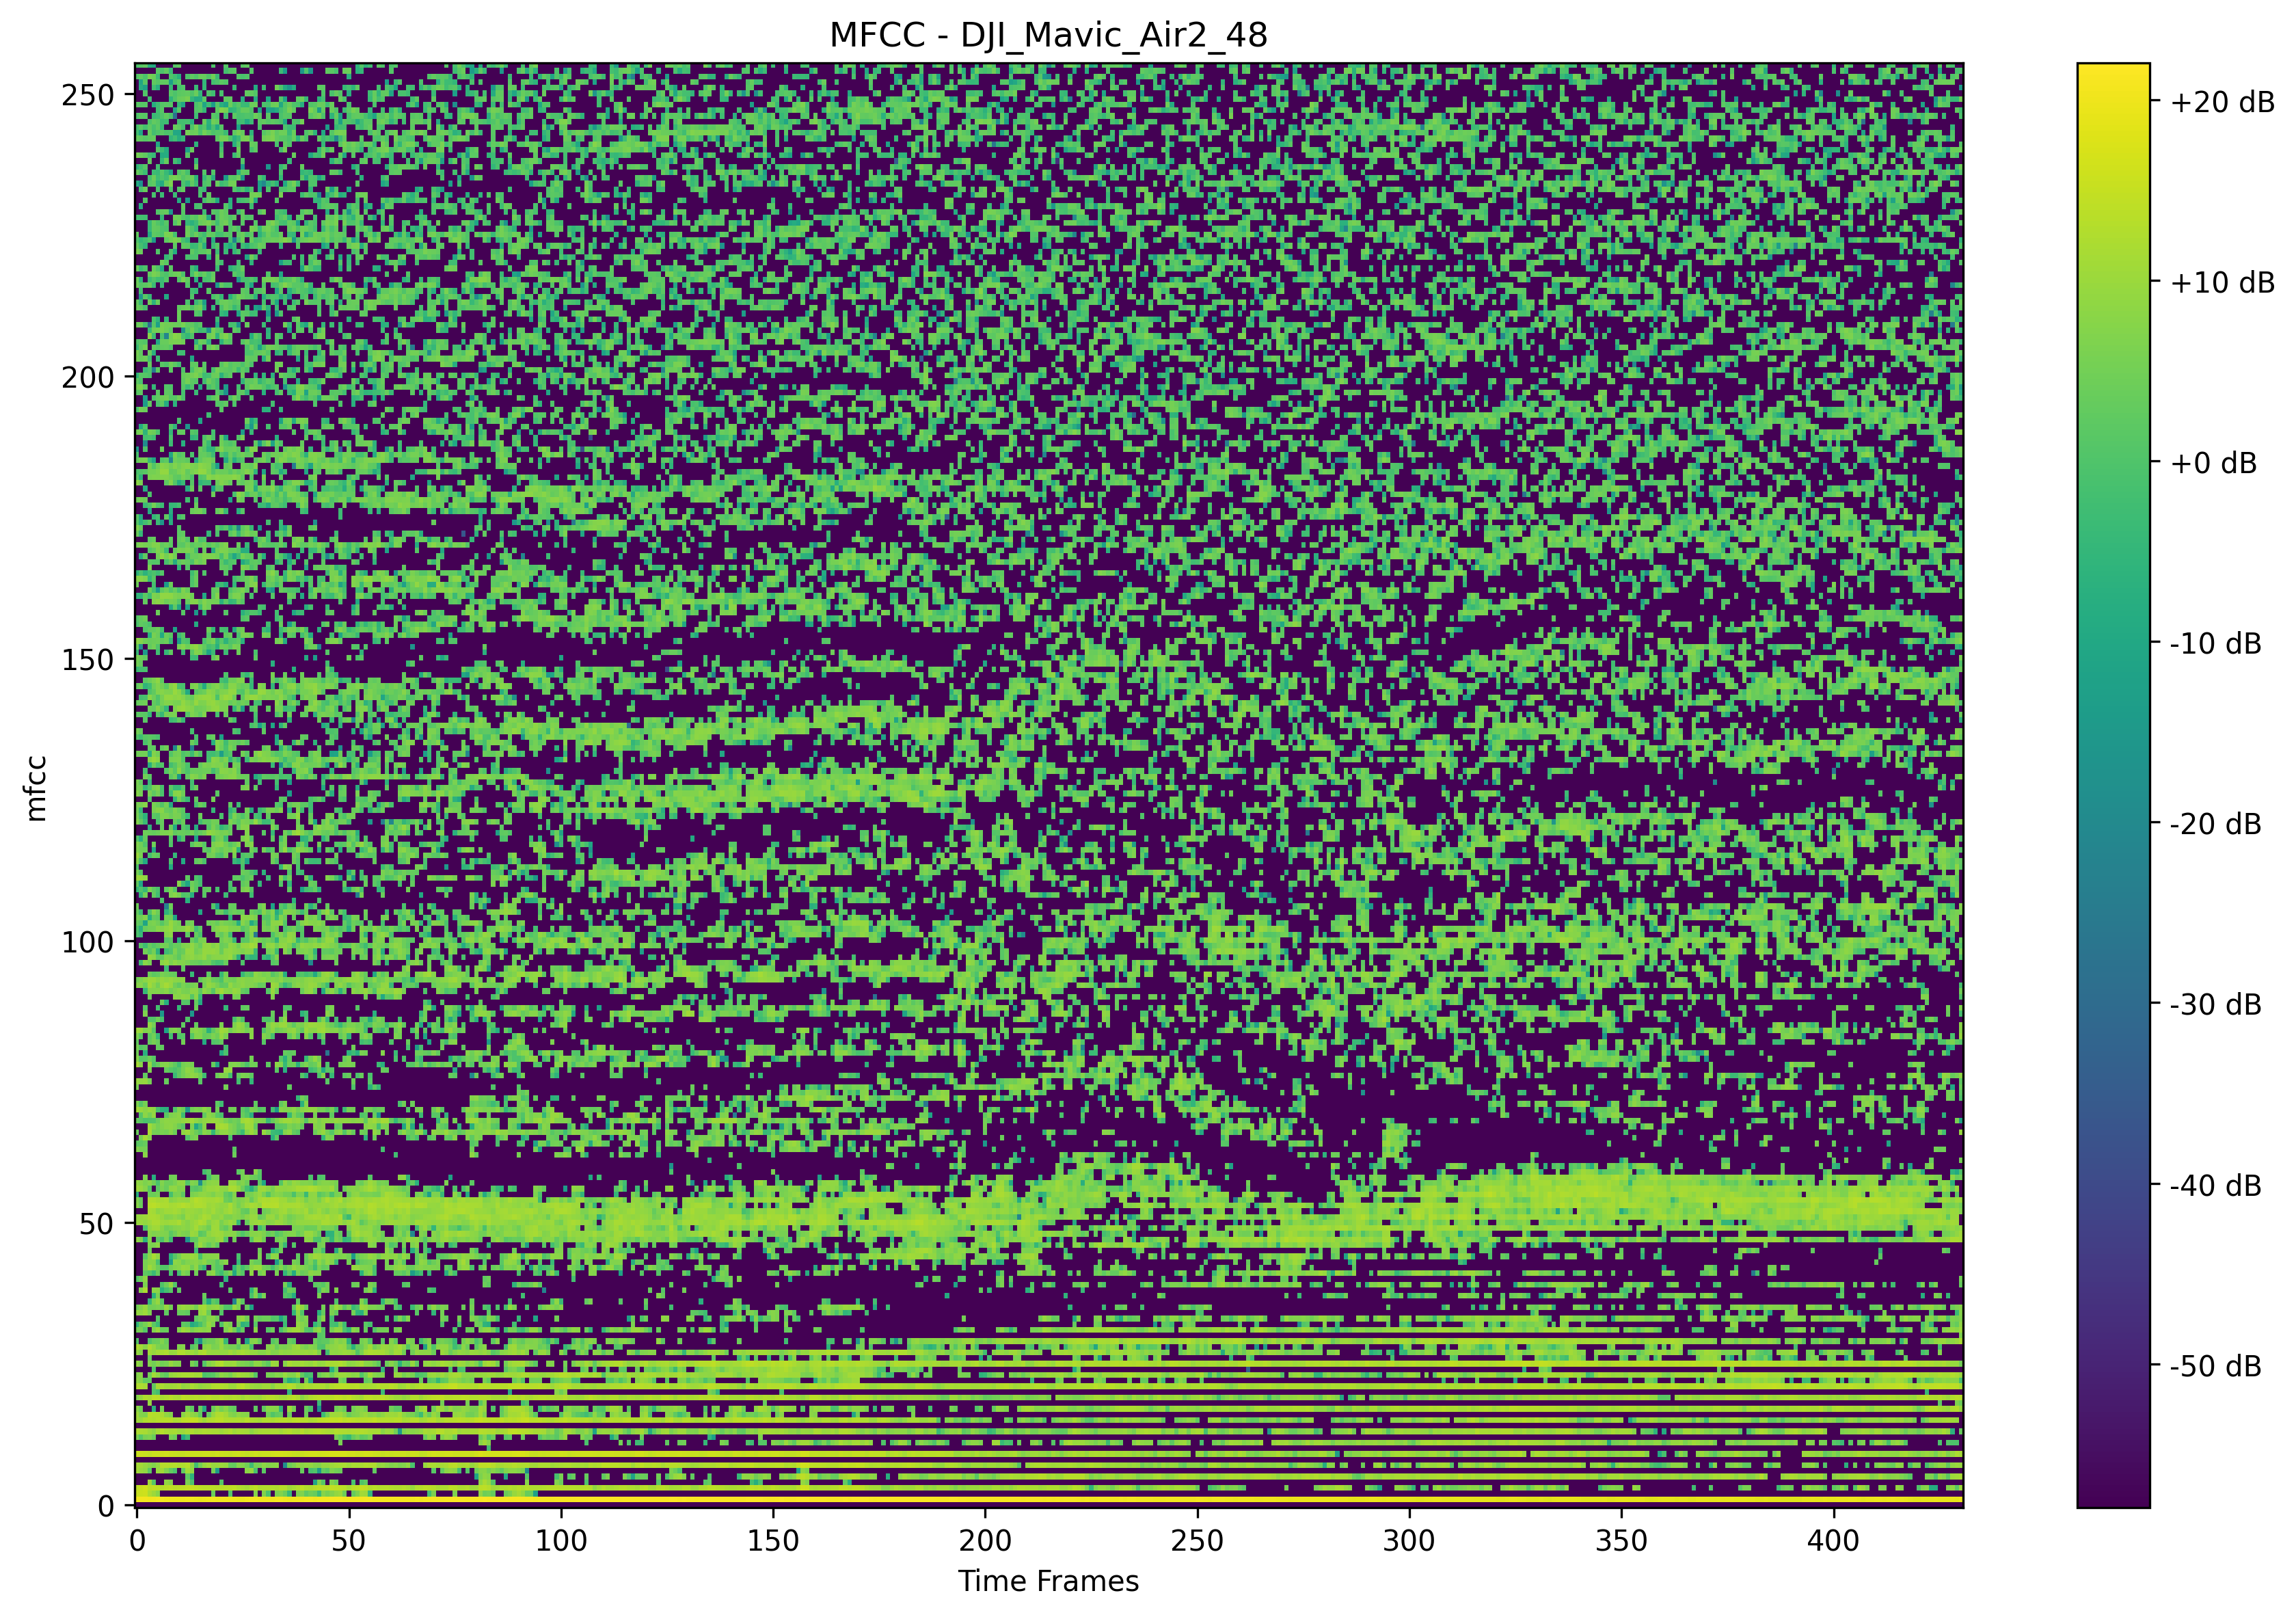 MFCC - DJI_Mavic_Air2_48
250
200
150
100
50
0
mfcc
0 50 100 150 200 250 300 350 400
Time Frames
+20 dB
+10 dB
+0 dB
-10 dB
-20 dB
-30 dB
-40 dB
-50 dB